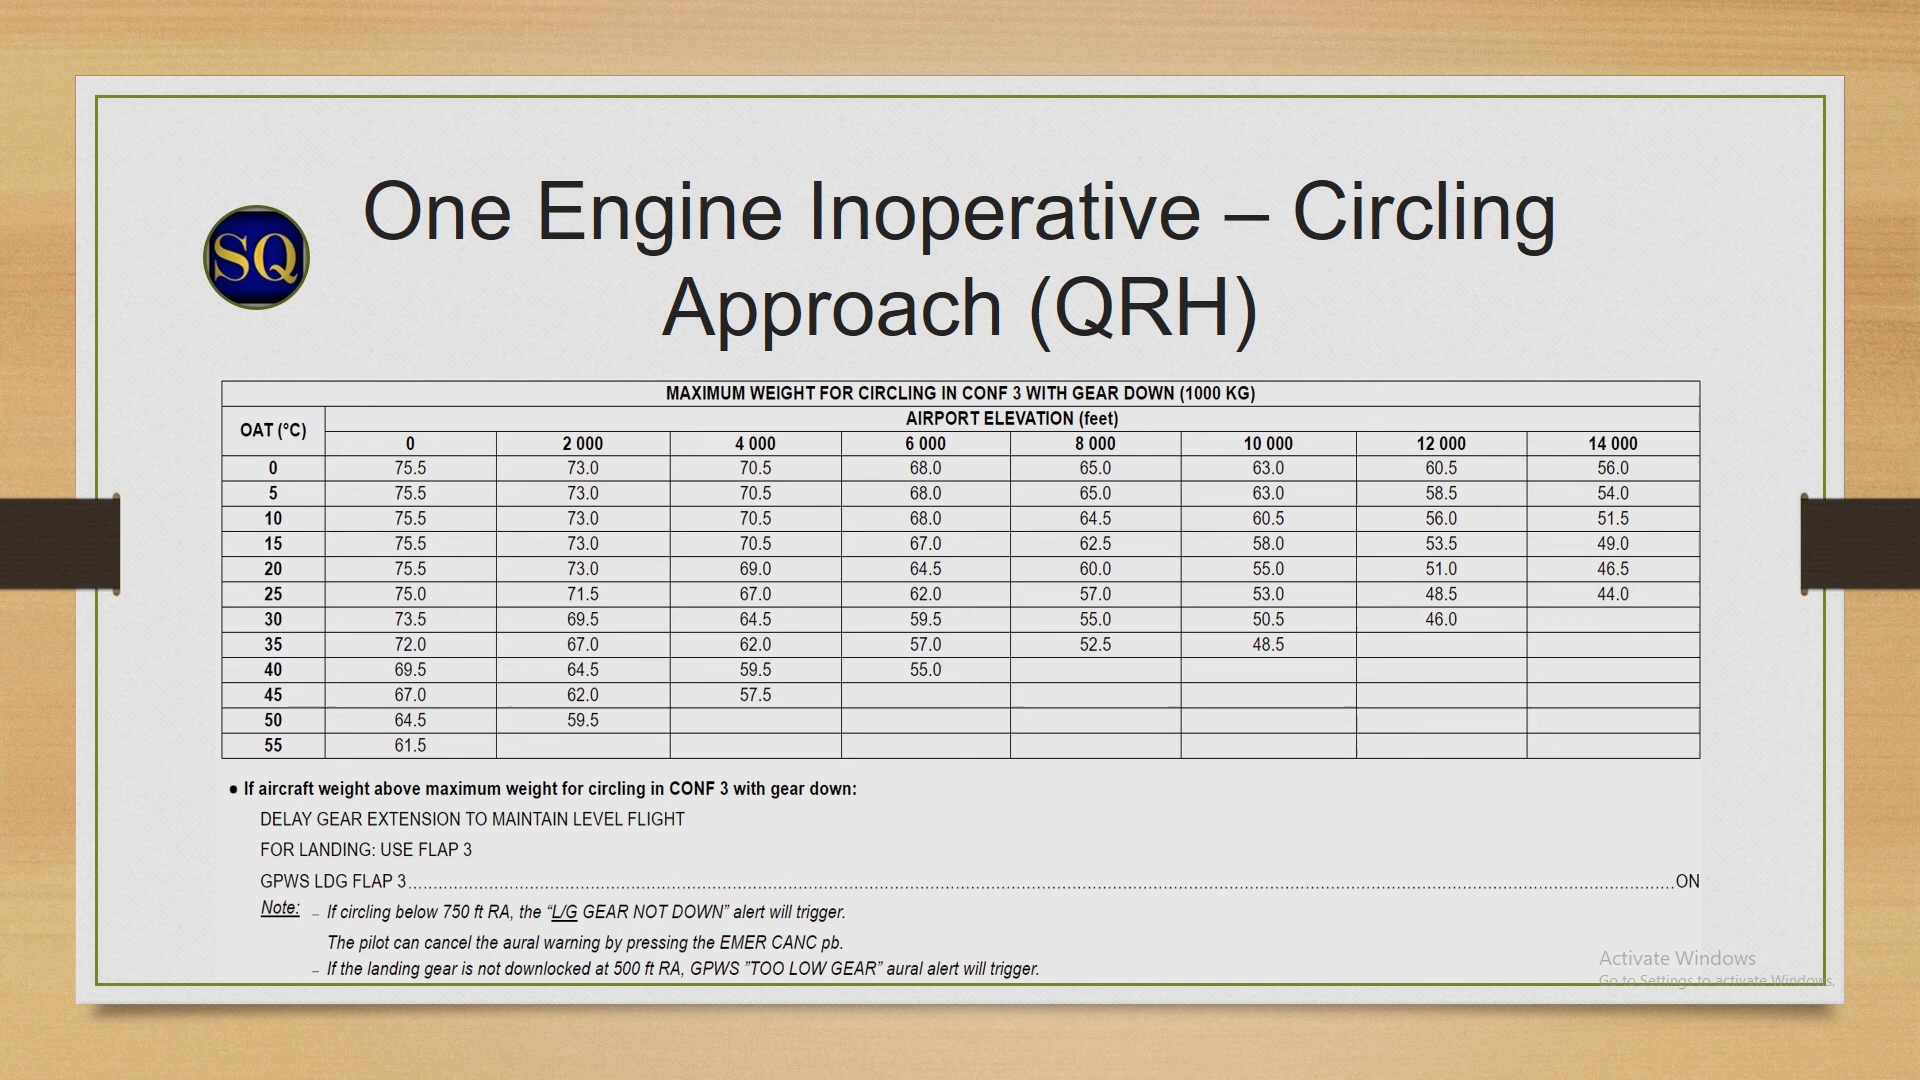 One Engine Inoperative – Circling
Approach (QRH)
SQ
MAXIMUM WEIGHT FOR CIRCLING IN CONF 3 WITH GEAR DOWN (1000 KG)
OAT (°C) AIRPORT ELEVATION (feet)
0 2 000 4 000 6 000 8 000 10 000 12 000 14 000
0 75.5 73.0 70.5 68.0 65.0 63.0 60.5 56.0
5 75.5 73.0 70.5 68.0 65.0 63.0 58.5 54.0
10 75.5 73.0 70.5 68.0 64.5 60.5 56.0 51.5
15 75.5 73.0 70.5 67.0 62.5 58.0 53.5 49.0
20 75.5 73.0 69.0 64.5 60.0 55.0 51.0 46.5
25 75.0 71.5 67.0 62.0 57.0 53.0 48.5 44.0
30 73.5 69.5 64.5 59.5 55.0 50.5 46.0
35 72.0 67.0 62.0 57.0 52.5 48.5
40 69.5 64.5 59.5 55.0
45 67.0 62.0 57.5
50 64.5 59.5
55 61.5
● If aircraft weight above maximum weight for circling in CONF 3 with gear down:
DELAY GEAR EXTENSION TO MAINTAIN LEVEL FLIGHT
FOR LANDING: USE FLAP 3
GPWS LDG FLAP 3..........ON
Note: – If circling below 750 ft RA, the “L/G GEAR NOT DOWN” alert will trigger.
The pilot can cancel the aural warning by pressing the EMER CANC pb.
– If the landing gear is not downlocked at 500 ft RA, GPWS ”TOO LOW GEAR” aural alert will trigger.
Activate Windows
Go to Settings to activate Windows.